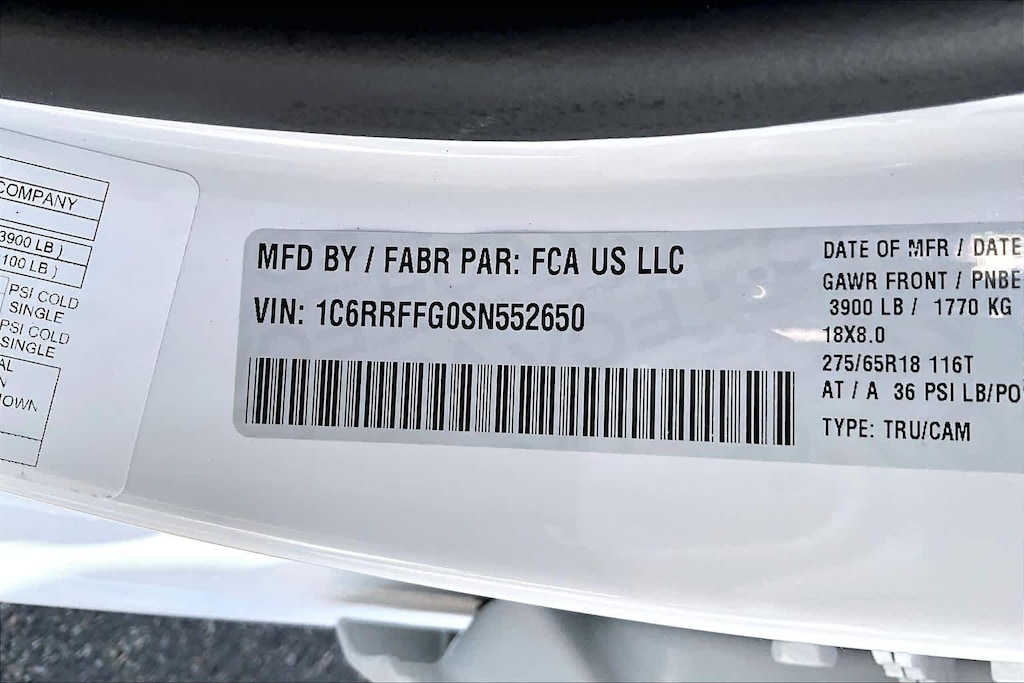 COMPANY
3900 LB )
100 LB )
PSI COLD
SINGLE
PSI COLD
SINGLE
AL
N
OWN
MFD BY / FABR PAR: FCA US LLC
VIN: 1C6RRFFG0SN552650
DATE OF MFR / DATE
GAWR FRONT / PNBE
3900 LB / 1770 KG
18X8.0
275/65R18 116T
AT / A 36 PSI LB/PO
TYPE: TRU/CAM